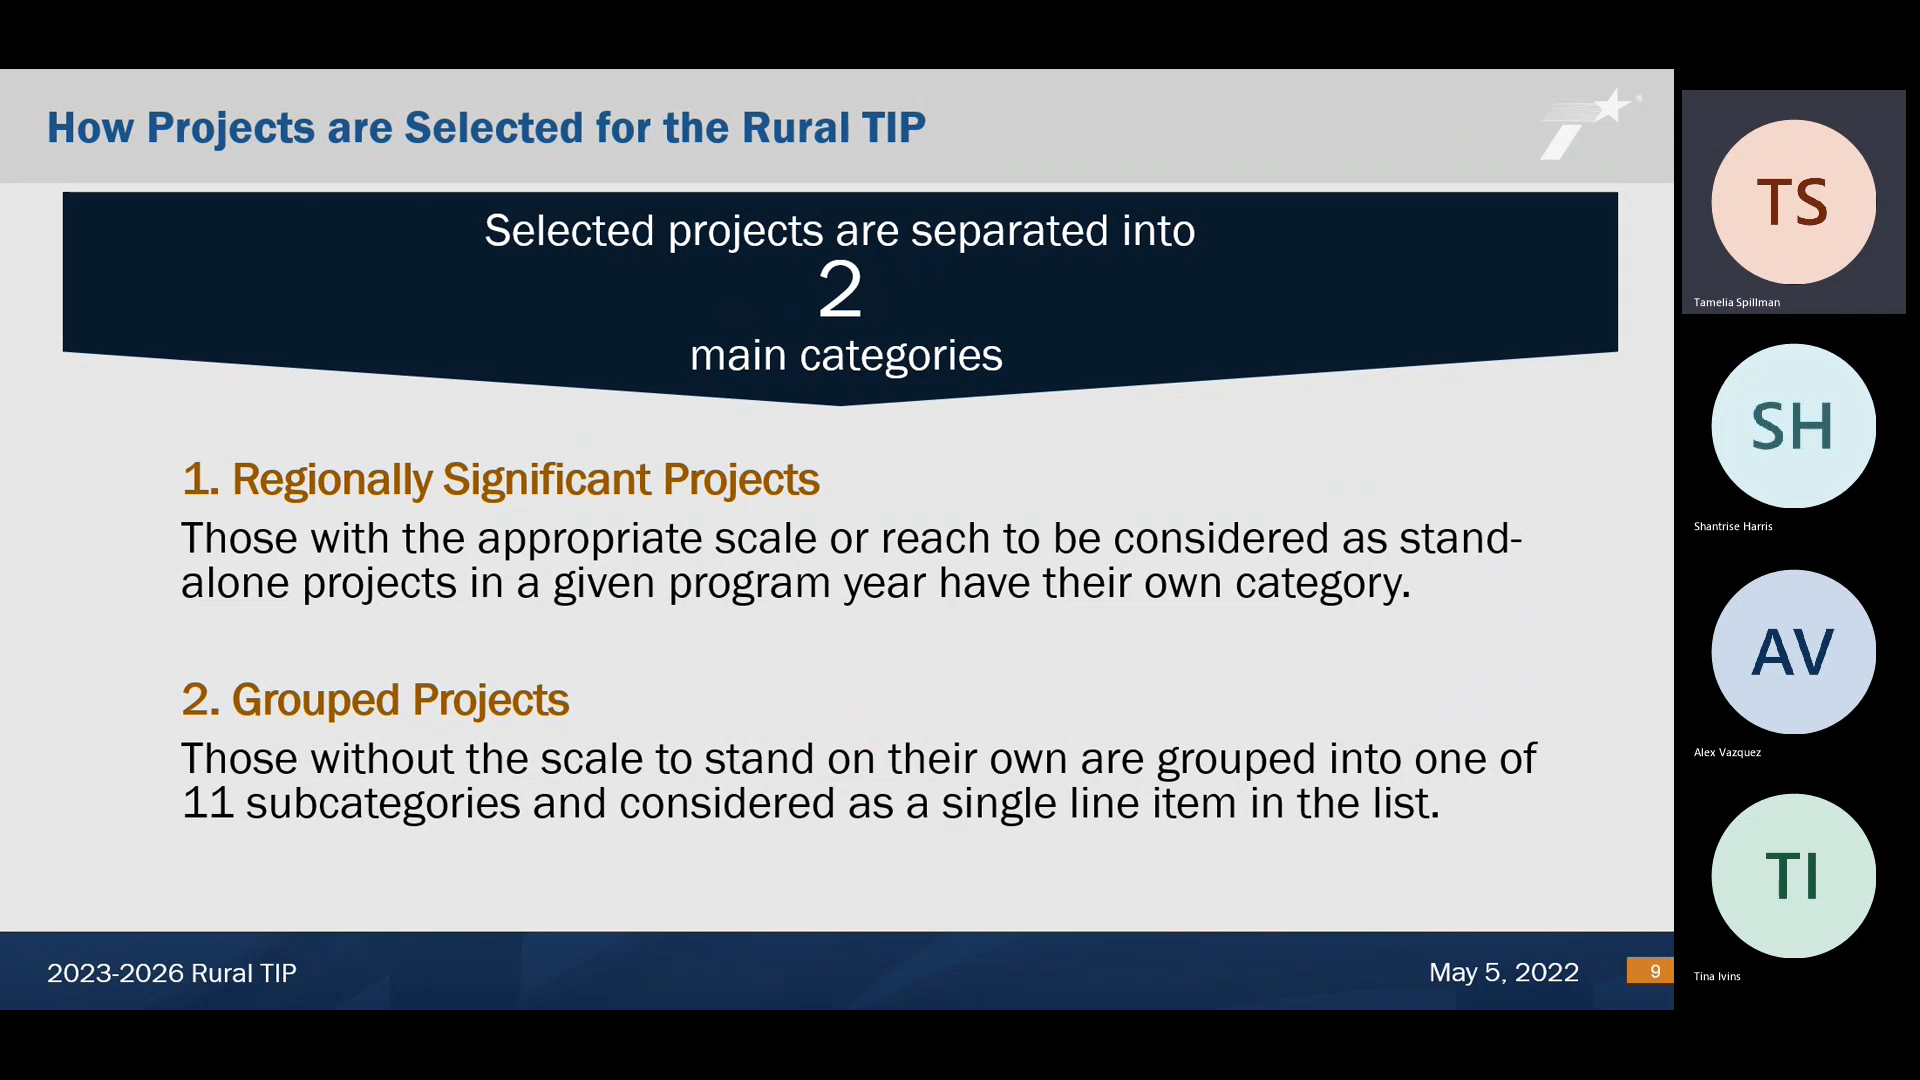 How Projects are Selected for the Rural TIP
Selected projects are separated into
2
main categories
1. Regionally Significant Projects
Those with the appropriate scale or reach to be considered as stand-
alone projects in a given program year have their own category.
2. Grouped Projects
Those without the scale to stand on their own are grouped into one of
11 subcategories and considered as a single line item in the list.
2023-2026 Rural TIP
May 5, 2022
9
TS
Tamelia Spillman
SH
Shantrise Harris
AV
Alex Vazquez
TI
Tina Ivins